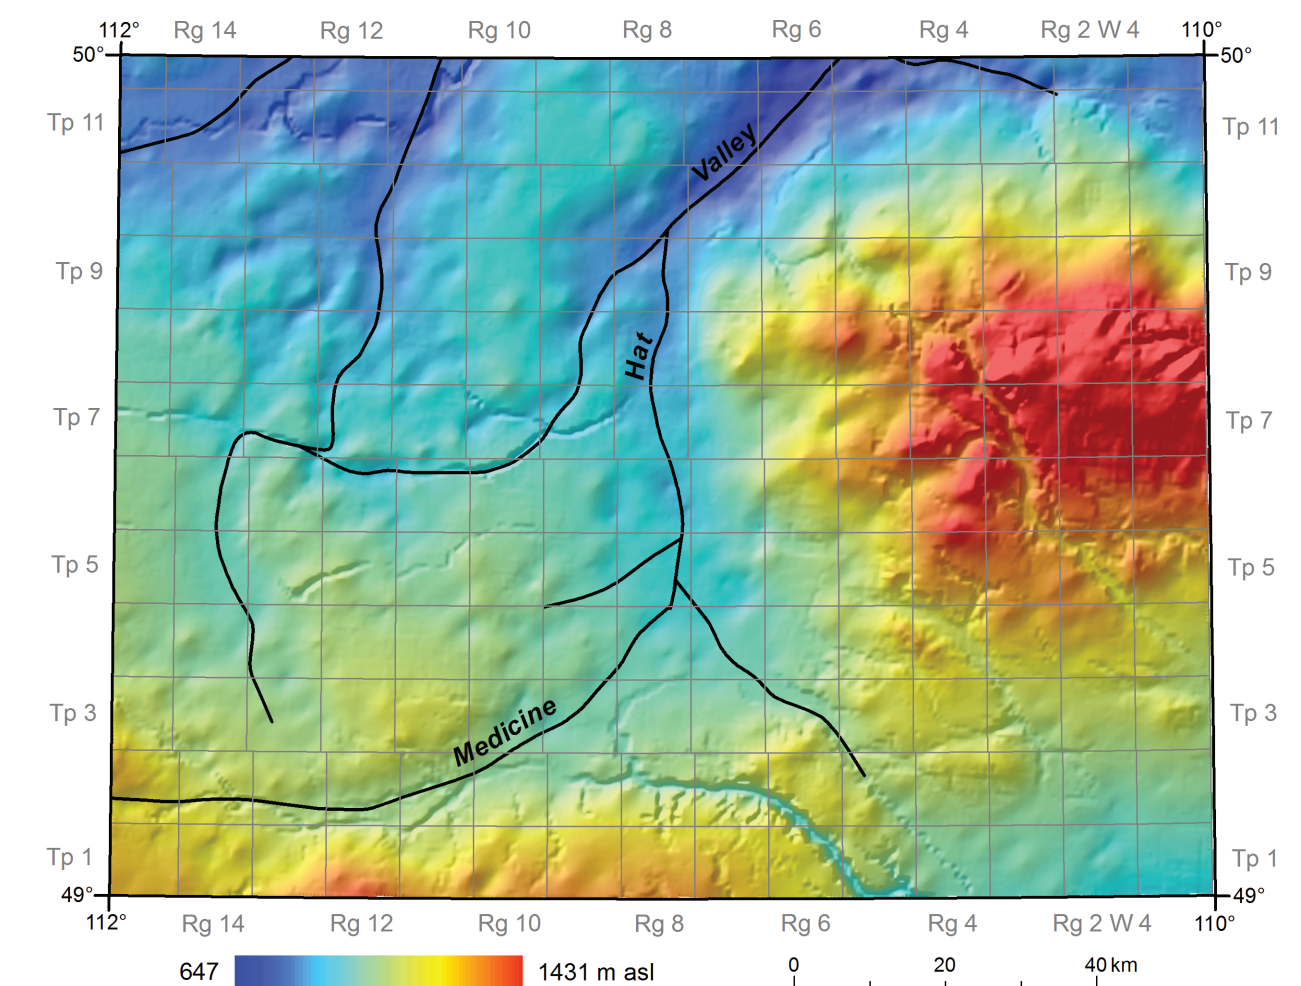 112° Rg 14 Rg 12 Rg 10 Rg 8 Rg 6 Rg 4 Rg 2 W 4 110°
50° 50°
Tp 11 Tp 11
Valley
Tp 9 Tp 9
Hat
Tp 7 Tp 7
Tp 5 Tp 5
Medicine
Tp 3 Tp 3
Tp 1 Tp 1
49° 49°
112° Rg 14 Rg 12 Rg 10 Rg 8 Rg 6 Rg 4 Rg 2 W 4 110°
647 1431 m asl 0 20 40 km